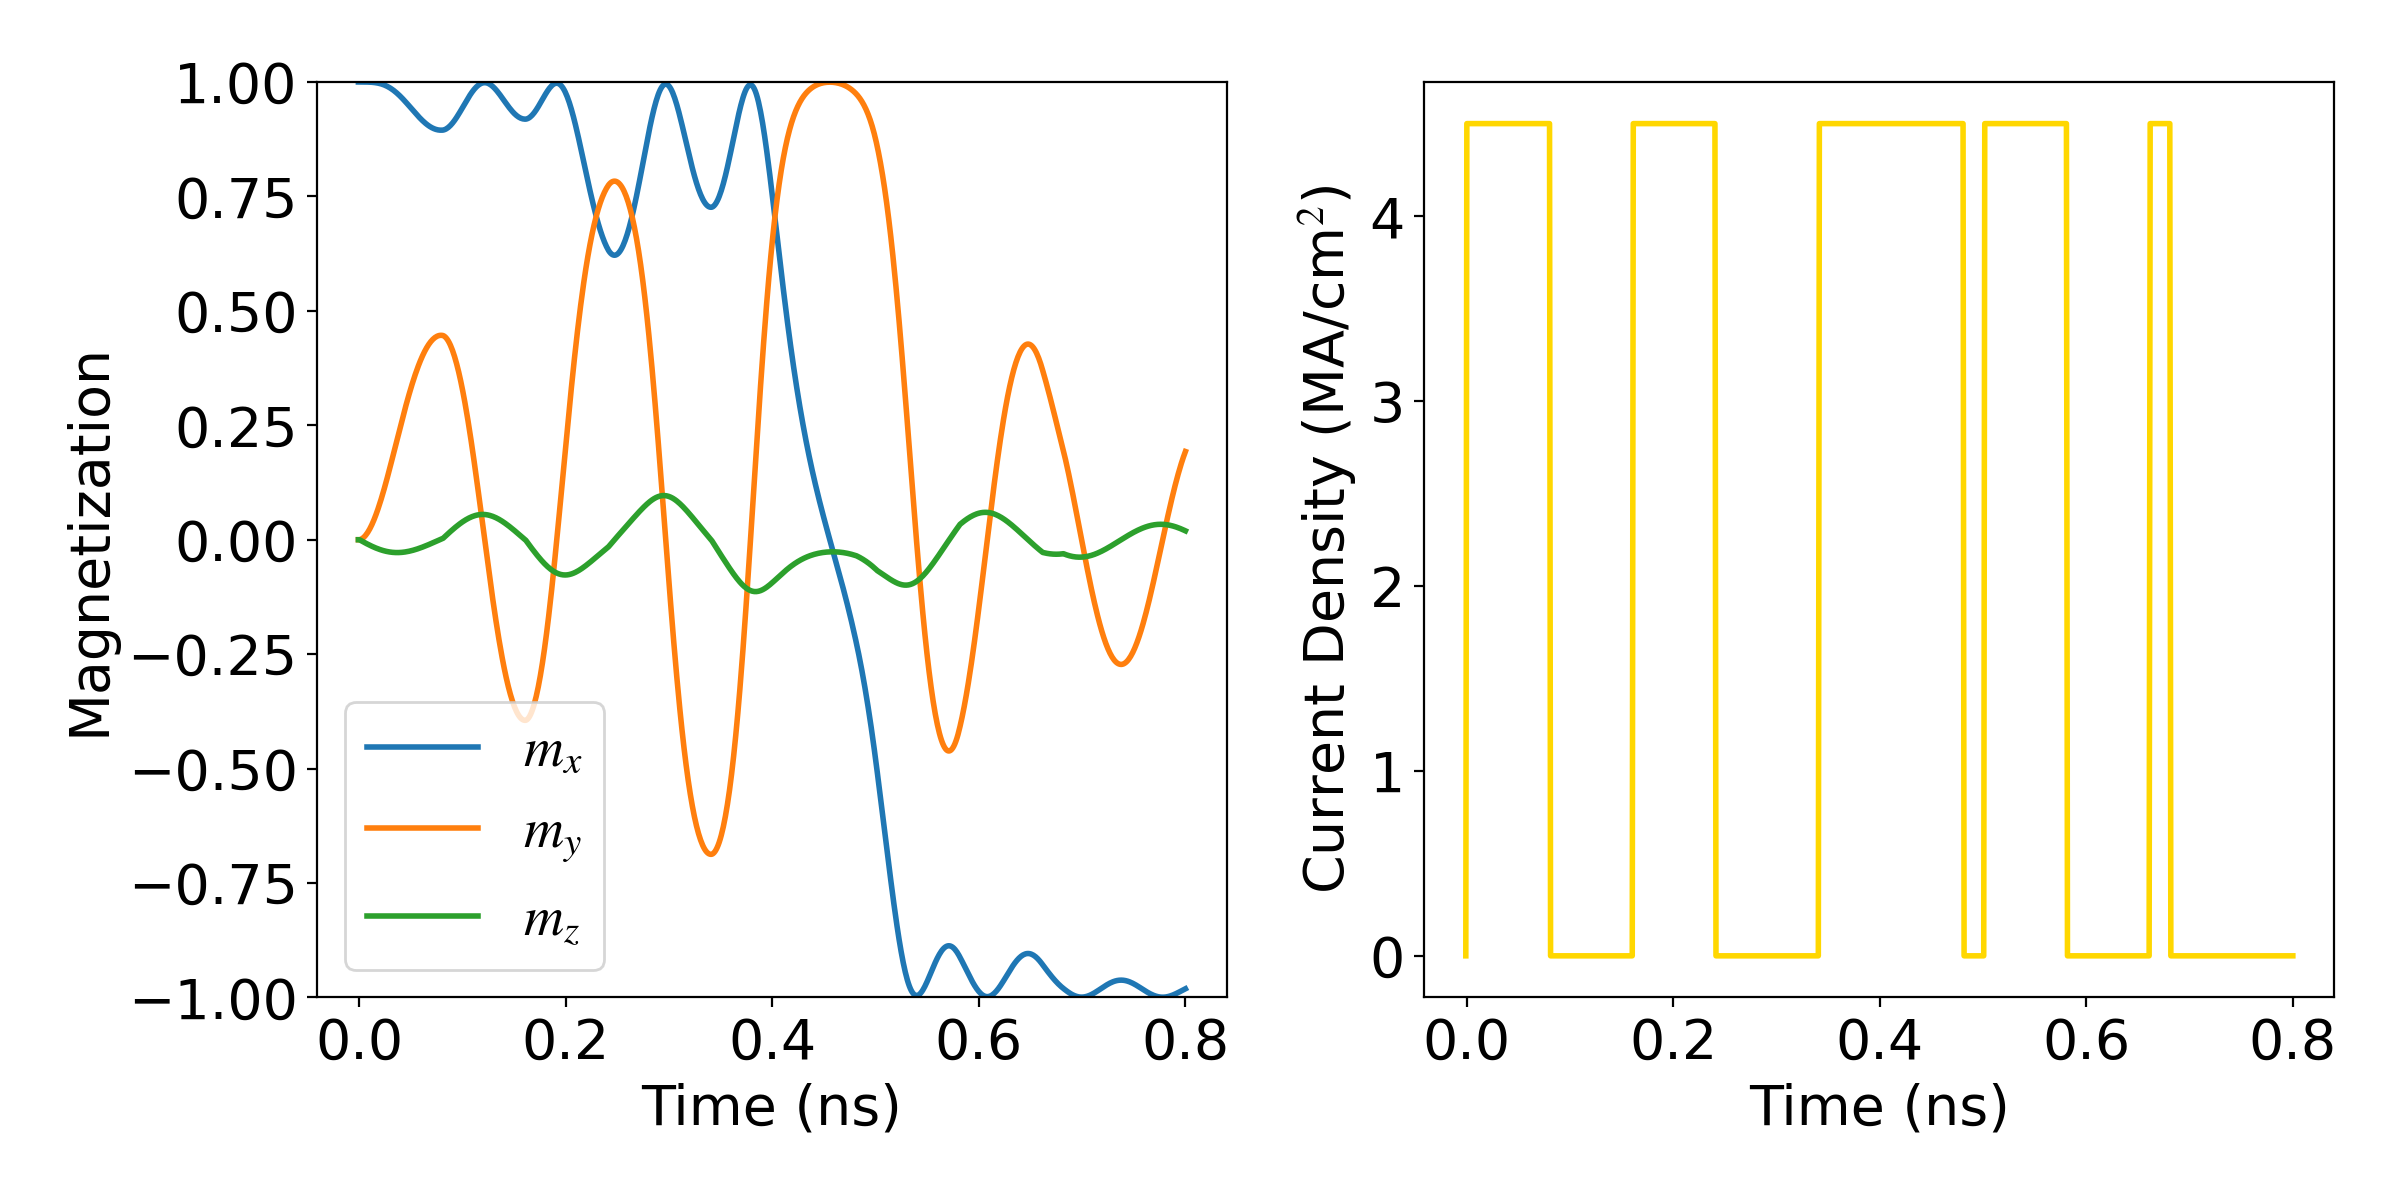 Magnetization
1.00
0.75
0.50
0.25
0.00
−0.25
−0.50
−0.75
−1.00
m_x
m_y
m_z
0.0 0.2 0.4 0.6 0.8
Time (ns)
Current Density (MA/cm²)
4
3
2
1
0
0.0 0.2 0.4 0.6 0.8
Time (ns)